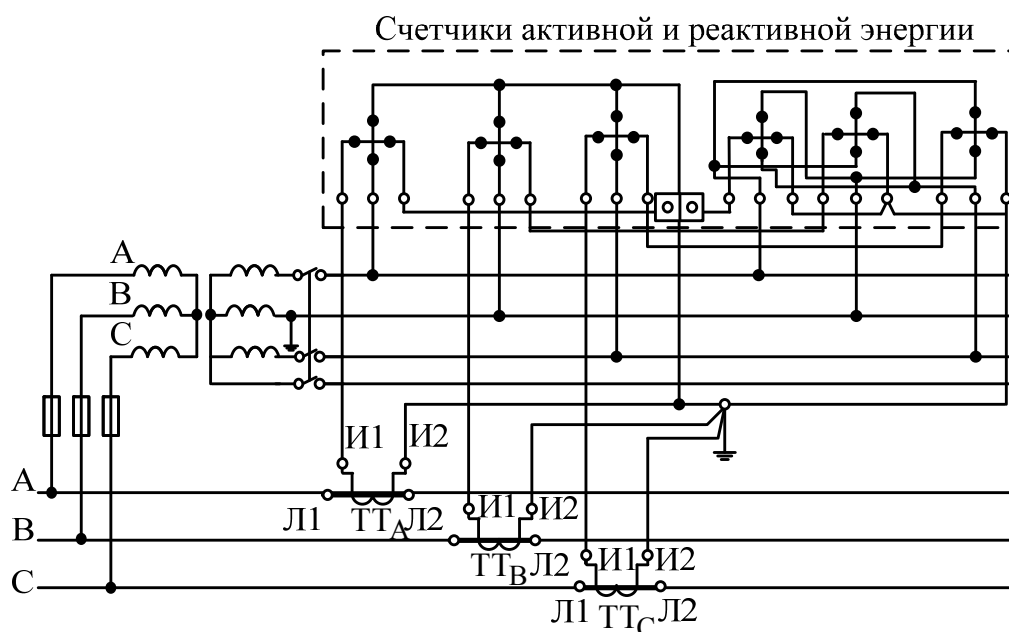 Счетчики активной и реактивной энергии
A
B
C
И1 И2
A
Л1 ТТA Л2
И1 И2
B
ТТB Л2
И1 И2
C
Л1 ТТC Л2